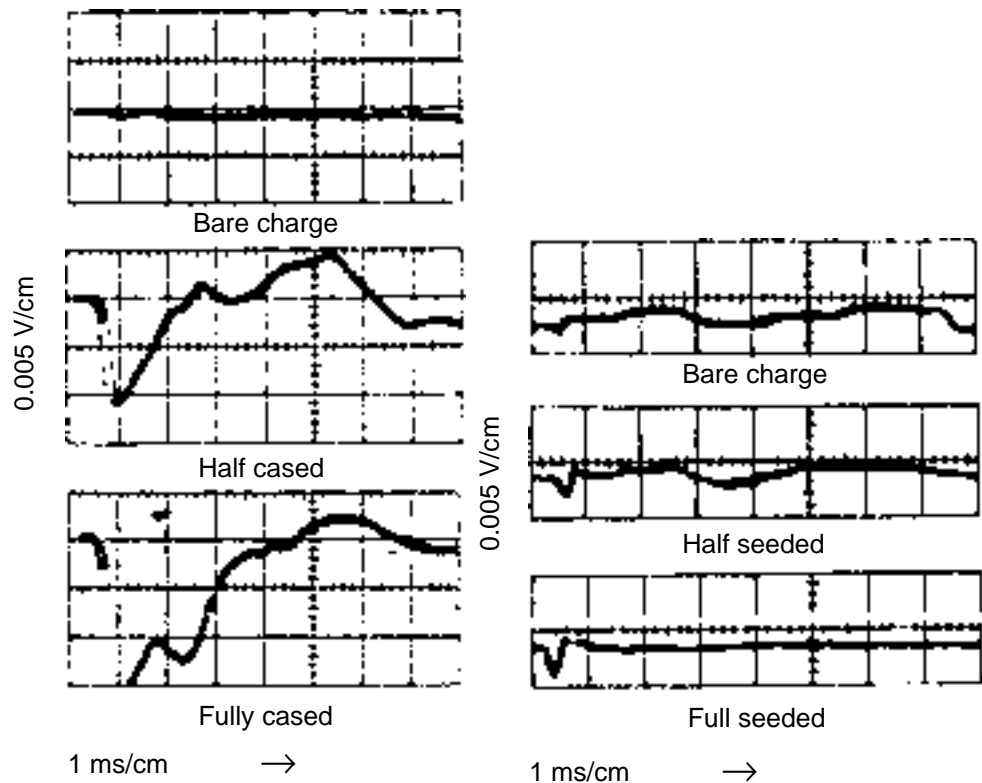 Bare charge
0.005 V/cm
Half cased
Fully cased
1 ms/cm →
Bare charge
0.005 V/cm
Half seeded
Full seeded
1 ms/cm →